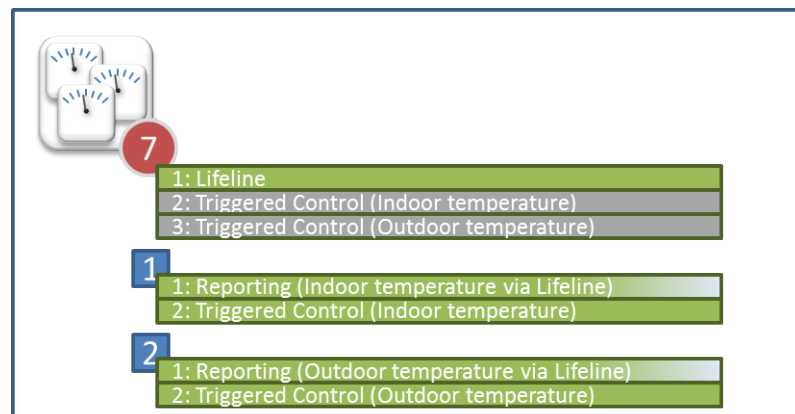 7
1: Lifeline
2: Triggered Control (Indoor temperature)
3: Triggered Control (Outdoor temperature)
1
1: Reporting (Indoor temperature via Lifeline)
2: Triggered Control (Indoor temperature)
2
1: Reporting (Outdoor temperature via Lifeline)
2: Triggered Control (Outdoor temperature)